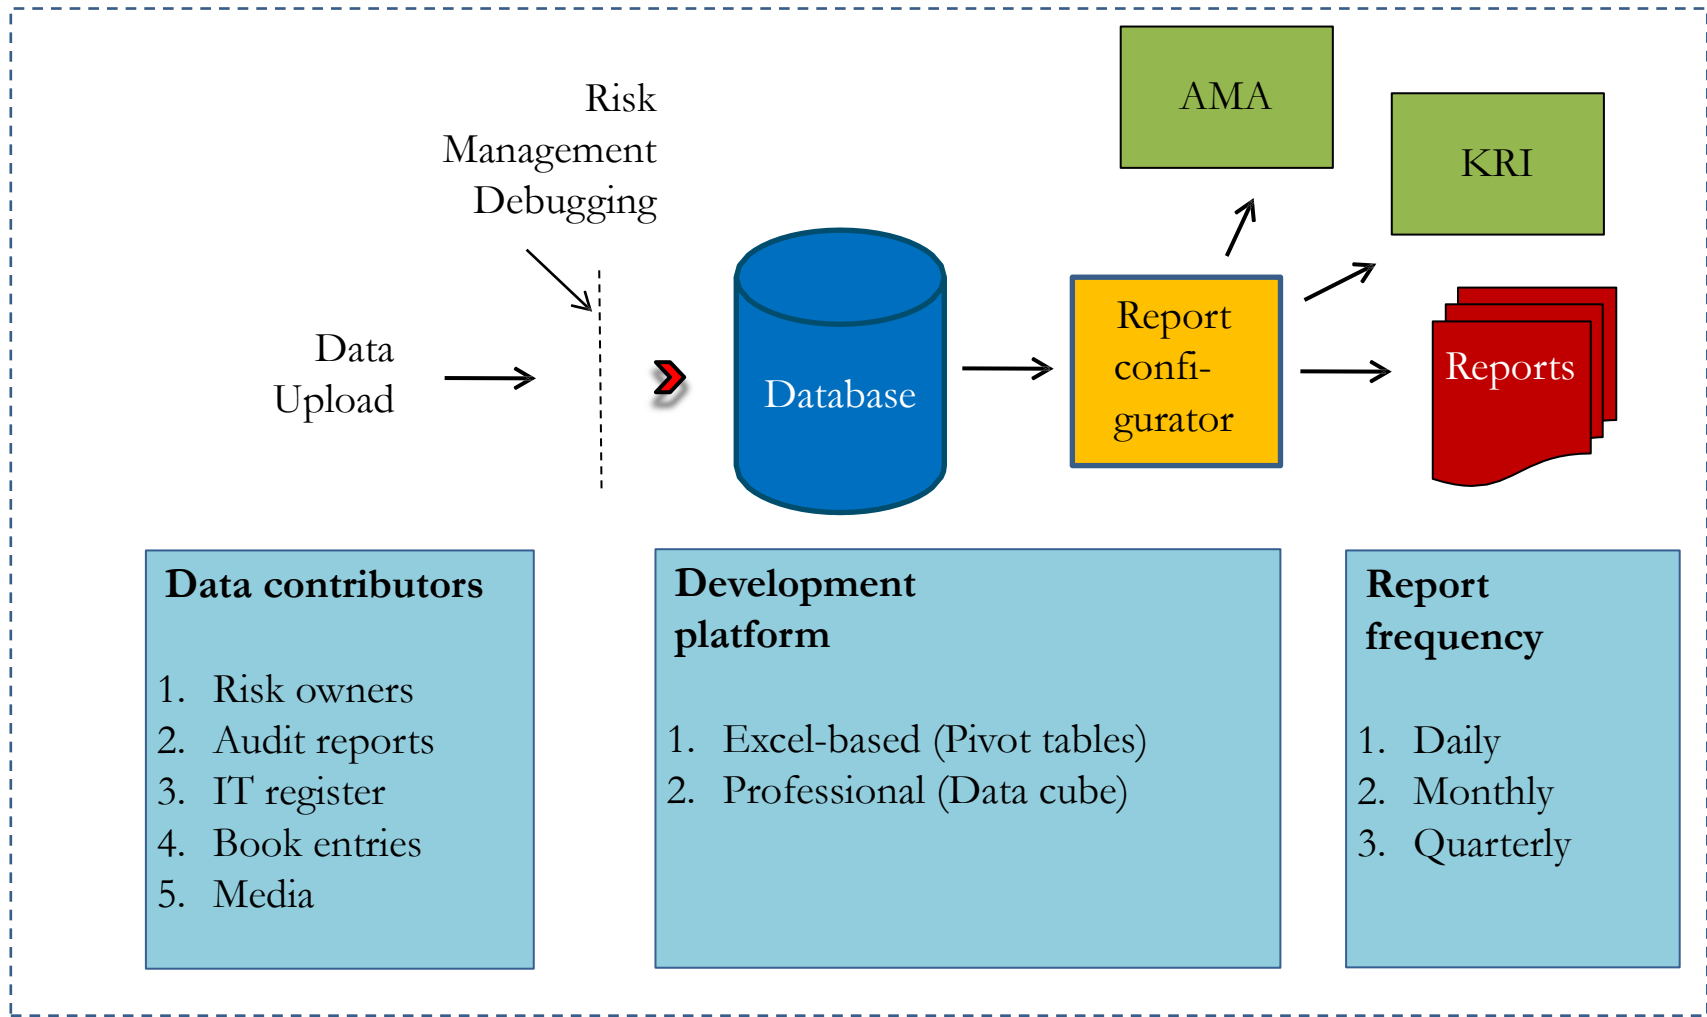 AMA
KRI
Risk
Management
Debugging
Data
Upload
Database
Report
confi-
gurator
Reports
Data contributors
1. Risk owners
2. Audit reports
3. IT register
4. Book entries
5. Media
Development
platform
1. Excel-based (Pivot tables)
2. Professional (Data cube)
Report
frequency
1. Daily
2. Monthly
3. Quarterly